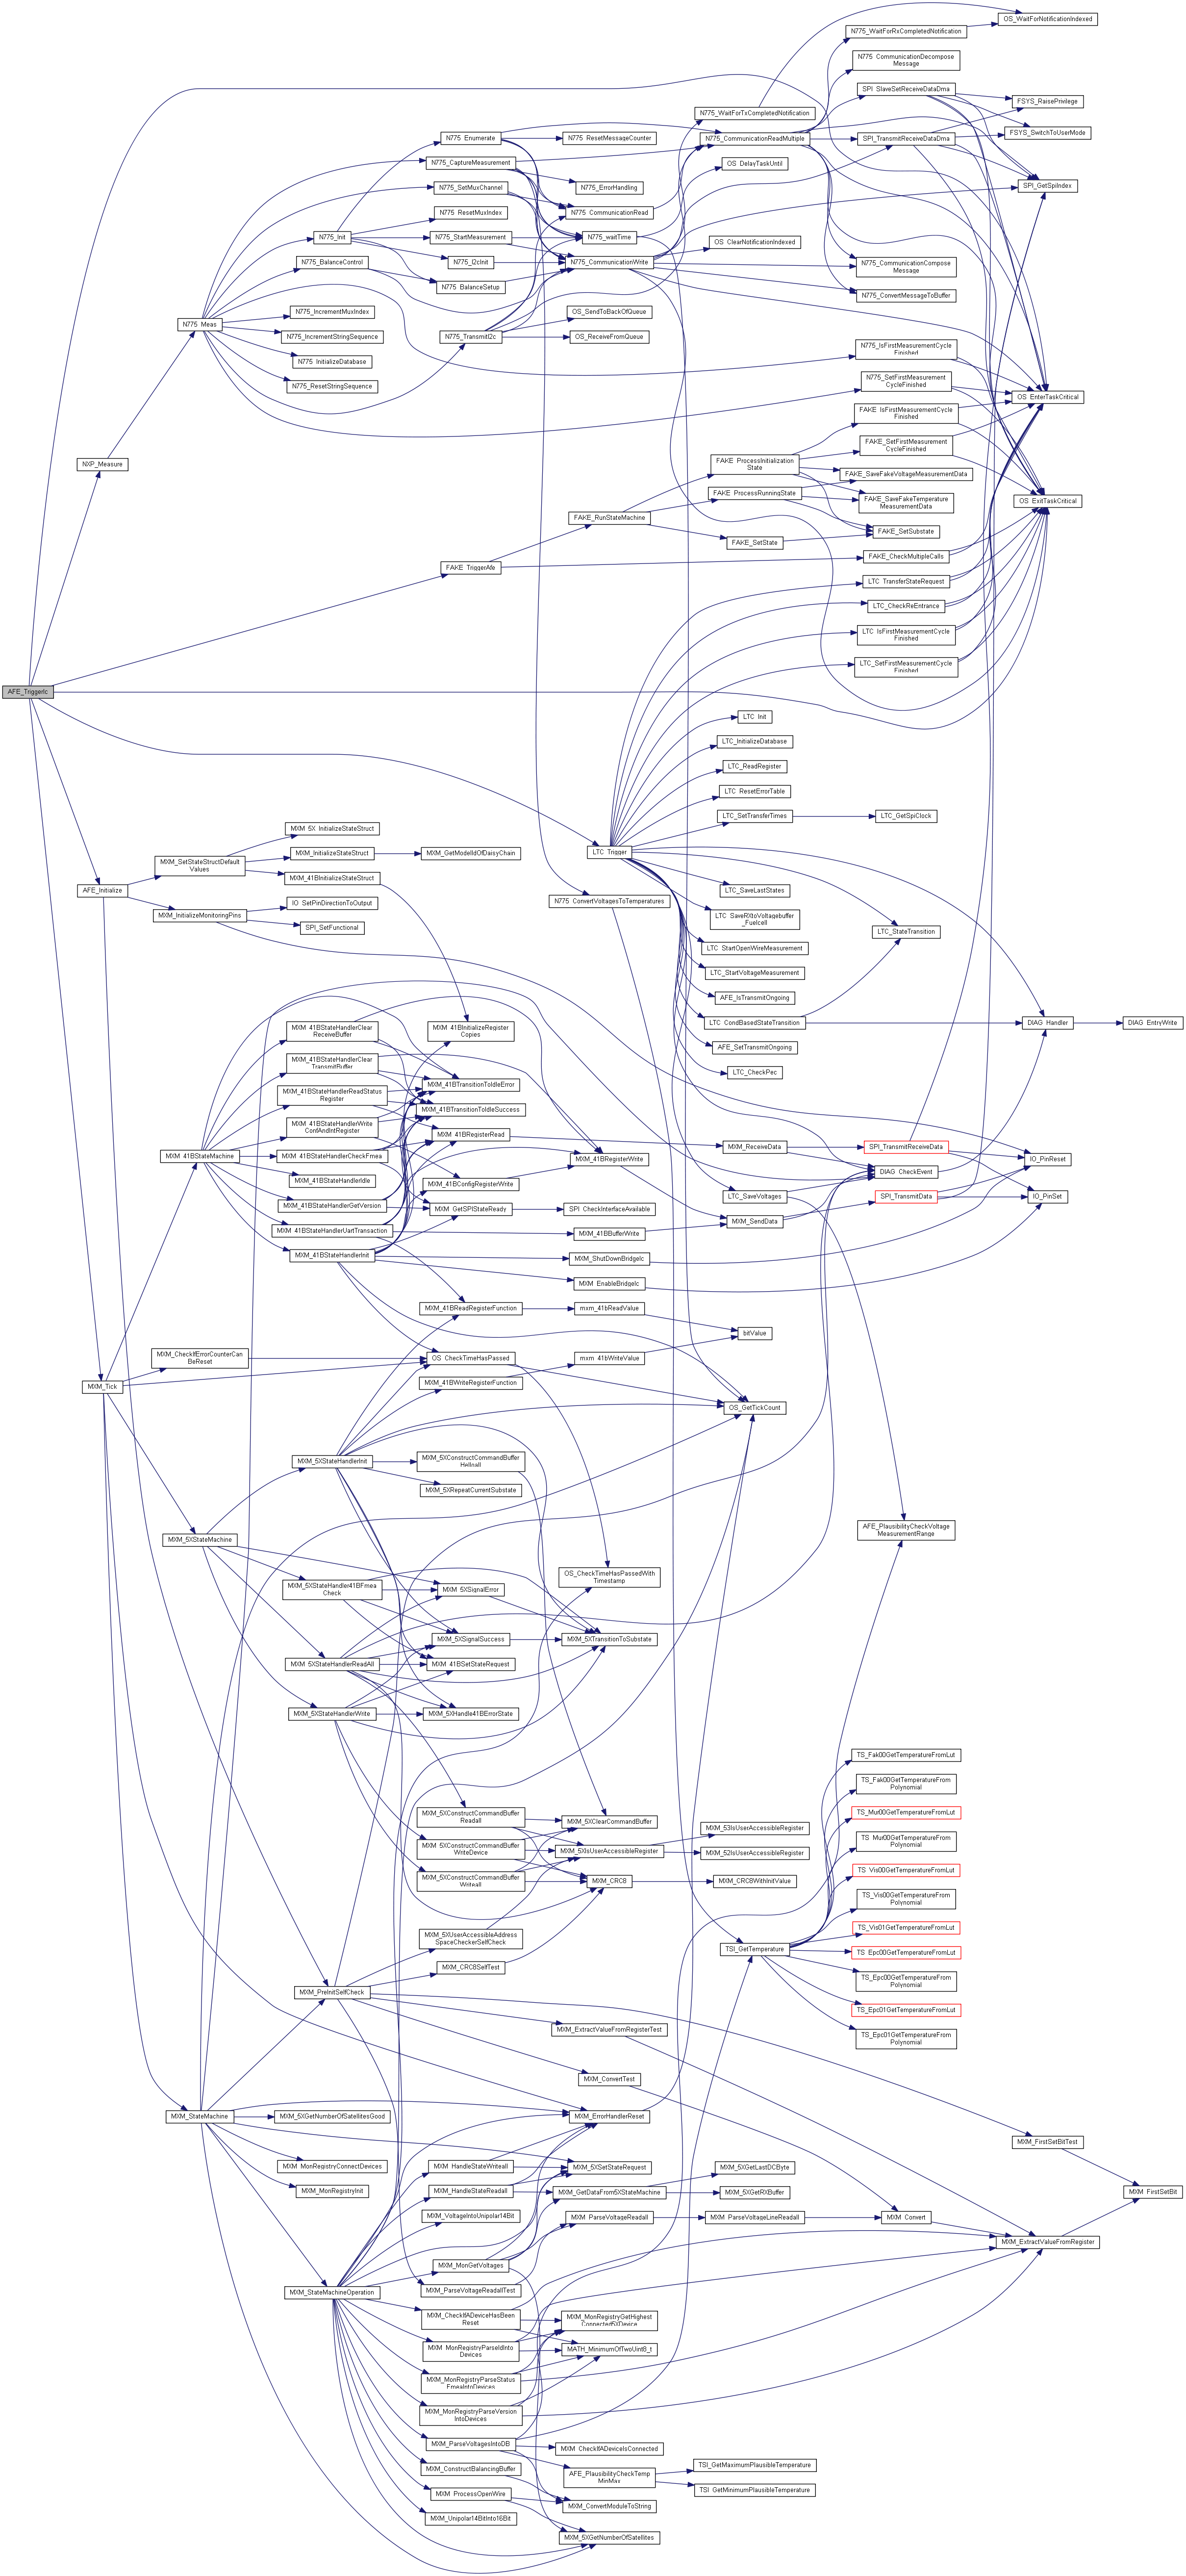 OS_WaitForNotificationIndexed
N775_WaitForRxCompletedNotification
N775_CommunicationDecompose
Message
SPI_SlaveSetReceiveDataDma
FSYS_RaisePrivilege
N775_WaitForTxCompletedNotification
FSYS_SwitchToUserMode
N775_Enumerate
N775_ResetMessageCounter
N775_CommunicationReadMultiple
SPI_TransmitReceiveDataDma
N775_CaptureMeasurement
OS_DelayTaskUntil
N775_SetMuxChannel
N775_ErrorHandling
SPI_GetSpiIndex
N775_ResetMuxIndex
N775_CommunicationRead
N775_Init
N775_StartMeasurement
N775_waitTime
OS_ClearNotificationIndexed
N775_BalanceControl
N775_I2cInit
N775_CommunicationWrite
N775_CommunicationCompose
Message
N775_BalanceSetup
N775_ConvertMessageToBuffer
N775_IncrementMuxIndex
OS_SendToBackOfQueue
N775_Meas
N775_IncrementStringSequence
N775_TransmitI2c
OS_ReceiveFromQueue
N775_IsFirstMeasurementCycle
Finished
N775_InitializeDatabase
N775_ResetStringSequence
N775_SetFirstMeasurement
CycleFinished
OS_EnterTaskCritical
FAKE_IsFirstMeasurementCycle
Finished
FAKE_SetFirstMeasurement
CycleFinished
NXP_Measure
FAKE_ProcessInitialization
State
FAKE_SaveFakeVoltageMeasurementData
FAKE_ProcessRunningState
FAKE_SaveFakeTemperature
MeasurementData
OS_ExitTaskCritical
FAKE_RunStateMachine
FAKE_SetSubstate
FAKE_SetState
FAKE_TriggerAfe
FAKE_CheckMultipleCalls
LTC_TransferStateRequest
LTC_CheckReEntrance
LTC_IsFirstMeasurementCycle
Finished
LTC_SetFirstMeasurementCycle
Finished
AFE_TriggerIc
LTC_Init
LTC_InitializeDatabase
LTC_ReadRegister
LTC_ResetErrorTable
LTC_SetTransferTimes
LTC_GetSpiClock
MXM_5X_InitializeStateStruct
LTC_Trigger
MXM_SetStateStructDefault
Values
MXM_InitializeStateStruct
MXM_GetModelIdOfDaisyChain
MXM_41BInitializeStateStruct
AFE_Initialize
LTC_SaveLastStates
IO_SetPinDirectionToOutput
N775_ConvertVoltagesToTemperatures
MXM_InitializeMonitoringPins
LTC_SaveRXtoVoltagebuffer
_Fuelcell
SPI_SetFunctional
LTC_StateTransition
LTC_StartOpenWireMeasurement
LTC_StartVoltageMeasurement
AFE_IsTransmitOngoing
LTC_CondBasedStateTransition
DIAG_Handler
DIAG_EntryWrite
MXM_41BStateHandlerClear
ReceiveBuffer
MXM_41BInitializeRegister
Copies
AFE_SetTransmitOngoing
MXM_41BStateHandlerClear
TransmitBuffer
LTC_CheckPec
MXM_41BTransitionToIdleError
MXM_41BStateHandlerReadStatus
Register
MXM_41BTransitionToIdleSuccess
MXM_41BStateHandlerWrite
ConfAndIntRegister
MXM_41BRegisterRead
MXM_ReceiveData
SPI_TransmitReceiveData
MXM_41BStateMachine
MXM_41BStateHandlerCheckFmea
MXM_41BRegisterWrite
IO_PinReset
MXM_41BStateHandlerIdle
DIAG_CheckEvent
MXM_41BConfigRegisterWrite
LTC_SaveVoltages
SPI_TransmitData
IO_PinSet
MXM_41BStateHandlerGetVersion
MXM_GetSPIStateReady
SPI_CheckInterfaceAvailable
MXM_SendData
MXM_41BStateHandlerUartTransaction
MXM_41BBufferWrite
MXM_41BStateHandlerInit
MXM_ShutDownBridgeIc
MXM_EnableBridgeIc
MXM_41BReadRegisterFunction
mxm_41bReadValue
bitValue
MXM_CheckIfErrorCounterCan
BeReset
OS_CheckTimeHasPassed
mxm_41bWriteValue
MXM_Tick
MXM_41BWriteRegisterFunction
OS_GetTickCount
MXM_5XStateHandlerInit
MXM_5XConstructCommandBuffer
HelloAll
MXM_5XRepeatCurrentSubstate
MXM_5XStateMachine
AFE_PlausibilityCheckVoltage
MeasurementRange
OS_CheckTimeHasPassedWith
Timestamp
MXM_5XStateHandler41BFmea
Check
MXM_5XSignalError
MXM_5XSignalSuccess
MXM_5XTransitionToSubstate
MXM_5XStateHandlerReadAll
MXM_41BSetStateRequest
MXM_5XStateHandlerWrite
MXM_5XHandle41BErrorState
TS_Fak00GetTemperatureFromLut
TS_Fak00GetTemperatureFrom
Polynomial
TS_Mur00GetTemperatureFromLut
MXM_5XConstructCommandBuffer
Readall
MXM_5XClearCommandBuffer
MXM_53IsUserAccessibleRegister
TS_Mur00GetTemperatureFrom
Polynomial
MXM_5XConstructCommandBuffer
WriteDevice
MXM_5XIsUserAccessibleRegister
MXM_52IsUserAccessibleRegister
TS_Vis00GetTemperatureFromLut
MXM_5XConstructCommandBuffer
Writeall
MXM_CRC8
MXM_CRC8WithInitValue
TS_Vis00GetTemperatureFrom
Polynomial
MXM_5XUserAccessibleAddress
SpaceCheckerSelfCheck
TS_Vis01GetTemperatureFromLut
TSI_GetTemperature
TS_Epc00GetTemperatureFromLut
MXM_CRC8SelfTest
TS_Epc00GetTemperatureFrom
Polynomial
MXM_PreInitSelfCheck
TS_Epc01GetTemperatureFromLut
MXM_ExtractValueFromRegisterTest
TS_Epc01GetTemperatureFrom
Polynomial
MXM_ConvertTest
MXM_StateMachine
MXM_5XGetNumberOfSatellitesGood
MXM_ErrorHandlerReset
MXM_FirstSetBitTest
MXM_MonRegistryConnectDevices
MXM_HandleStateWriteall
MXM_5XSetStateRequest
MXM_5XGetLastDCByte
MXM_MonRegistryInit
MXM_HandleStateReadall
MXM_GetDataFrom5XStateMachine
MXM_5XGetRXBuffer
MXM_FirstSetBit
MXM_VoltageIntoUnipolar14Bit
MXM_ParseVoltageReadall
MXM_ParseVoltageLineReadall
MXM_Convert
MXM_ExtractValueFromRegister
MXM_MonGetVoltages
MXM_StateMachineOperation
MXM_ParseVoltageReadallTest
MXM_CheckIfADeviceHasBeen
Reset
MXM_MonRegistryGetHighest
Connected5XDevice
MXM_MonRegistryParseIdInto
Devices
MATH_MinimumOfTwoUint8_t
MXM_MonRegistryParseStatus
FmeaIntoDevices
MXM_MonRegistryParseVersion
IntoDevices
MXM_ParseVoltagesIntoDB
MXM_CheckIfADeviceIsConnected
MXM_ConstructBalancingBuffer
AFE_PlausibilityCheckTemp
MinMax
TSI_GetMaximumPlausibleTemperature
TSI_GetMinimumPlausibleTemperature
MXM_ProcessOpenWire
MXM_ConvertModuleToString
MXM_Unipolar14BitInto16Bit
MXM_5XGetNumberOfSatellites